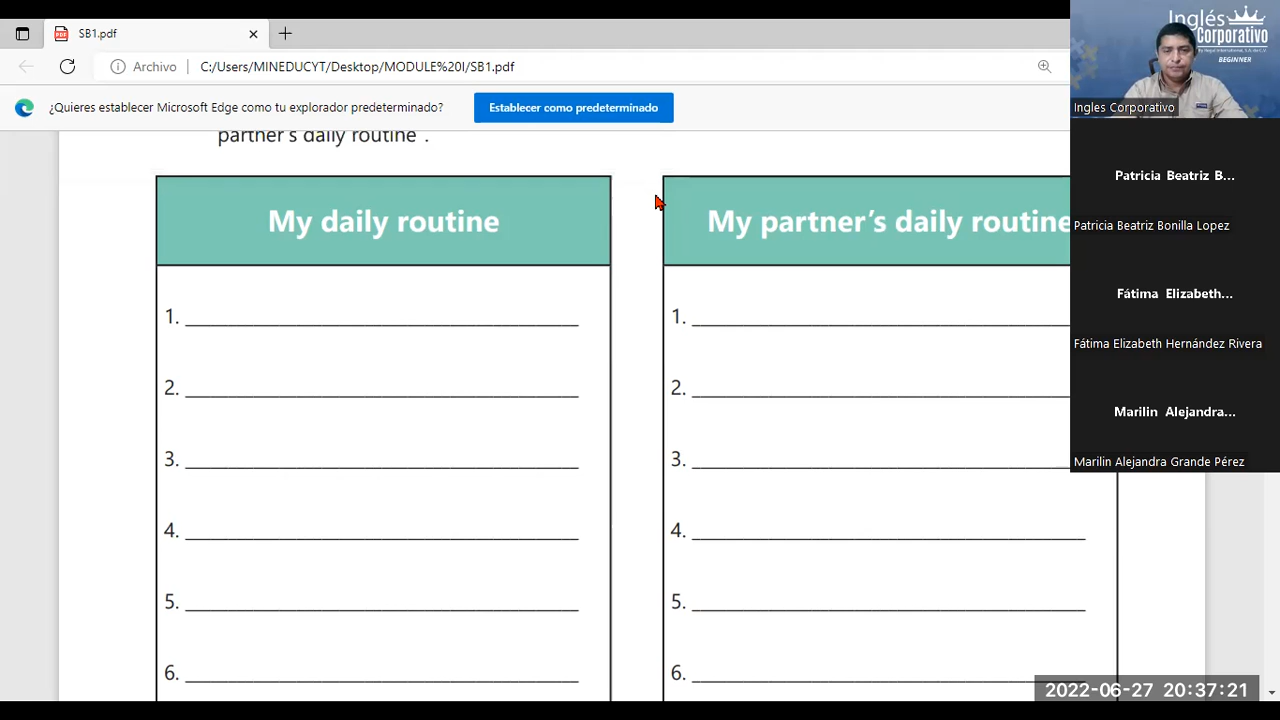 SB1.pdf
Archivo
C:/Users/MINEDUCYT/Desktop/MODULE%20I/SB1.pdf
¿Quieres establecer Microsoft Edge como tu explorador predeterminado?
Establecer como predeterminado
partner's daily routine".
My daily routine
1.
2.
3.
4.
5.
6.
My partner's daily routine
1.
2.
3.
4.
5.
6.
Inglés
Corporativo
BEGINNER
Ingles Corporativo
Patricia Beatriz B...
Patricia Beatriz Bonilla Lopez
Fátima Elizabeth...
Fátima Elizabeth Hernández Rivera
Marilin Alejandra...
Marilin Alejandra Grande Pérez
2022-06-27 20:37:21